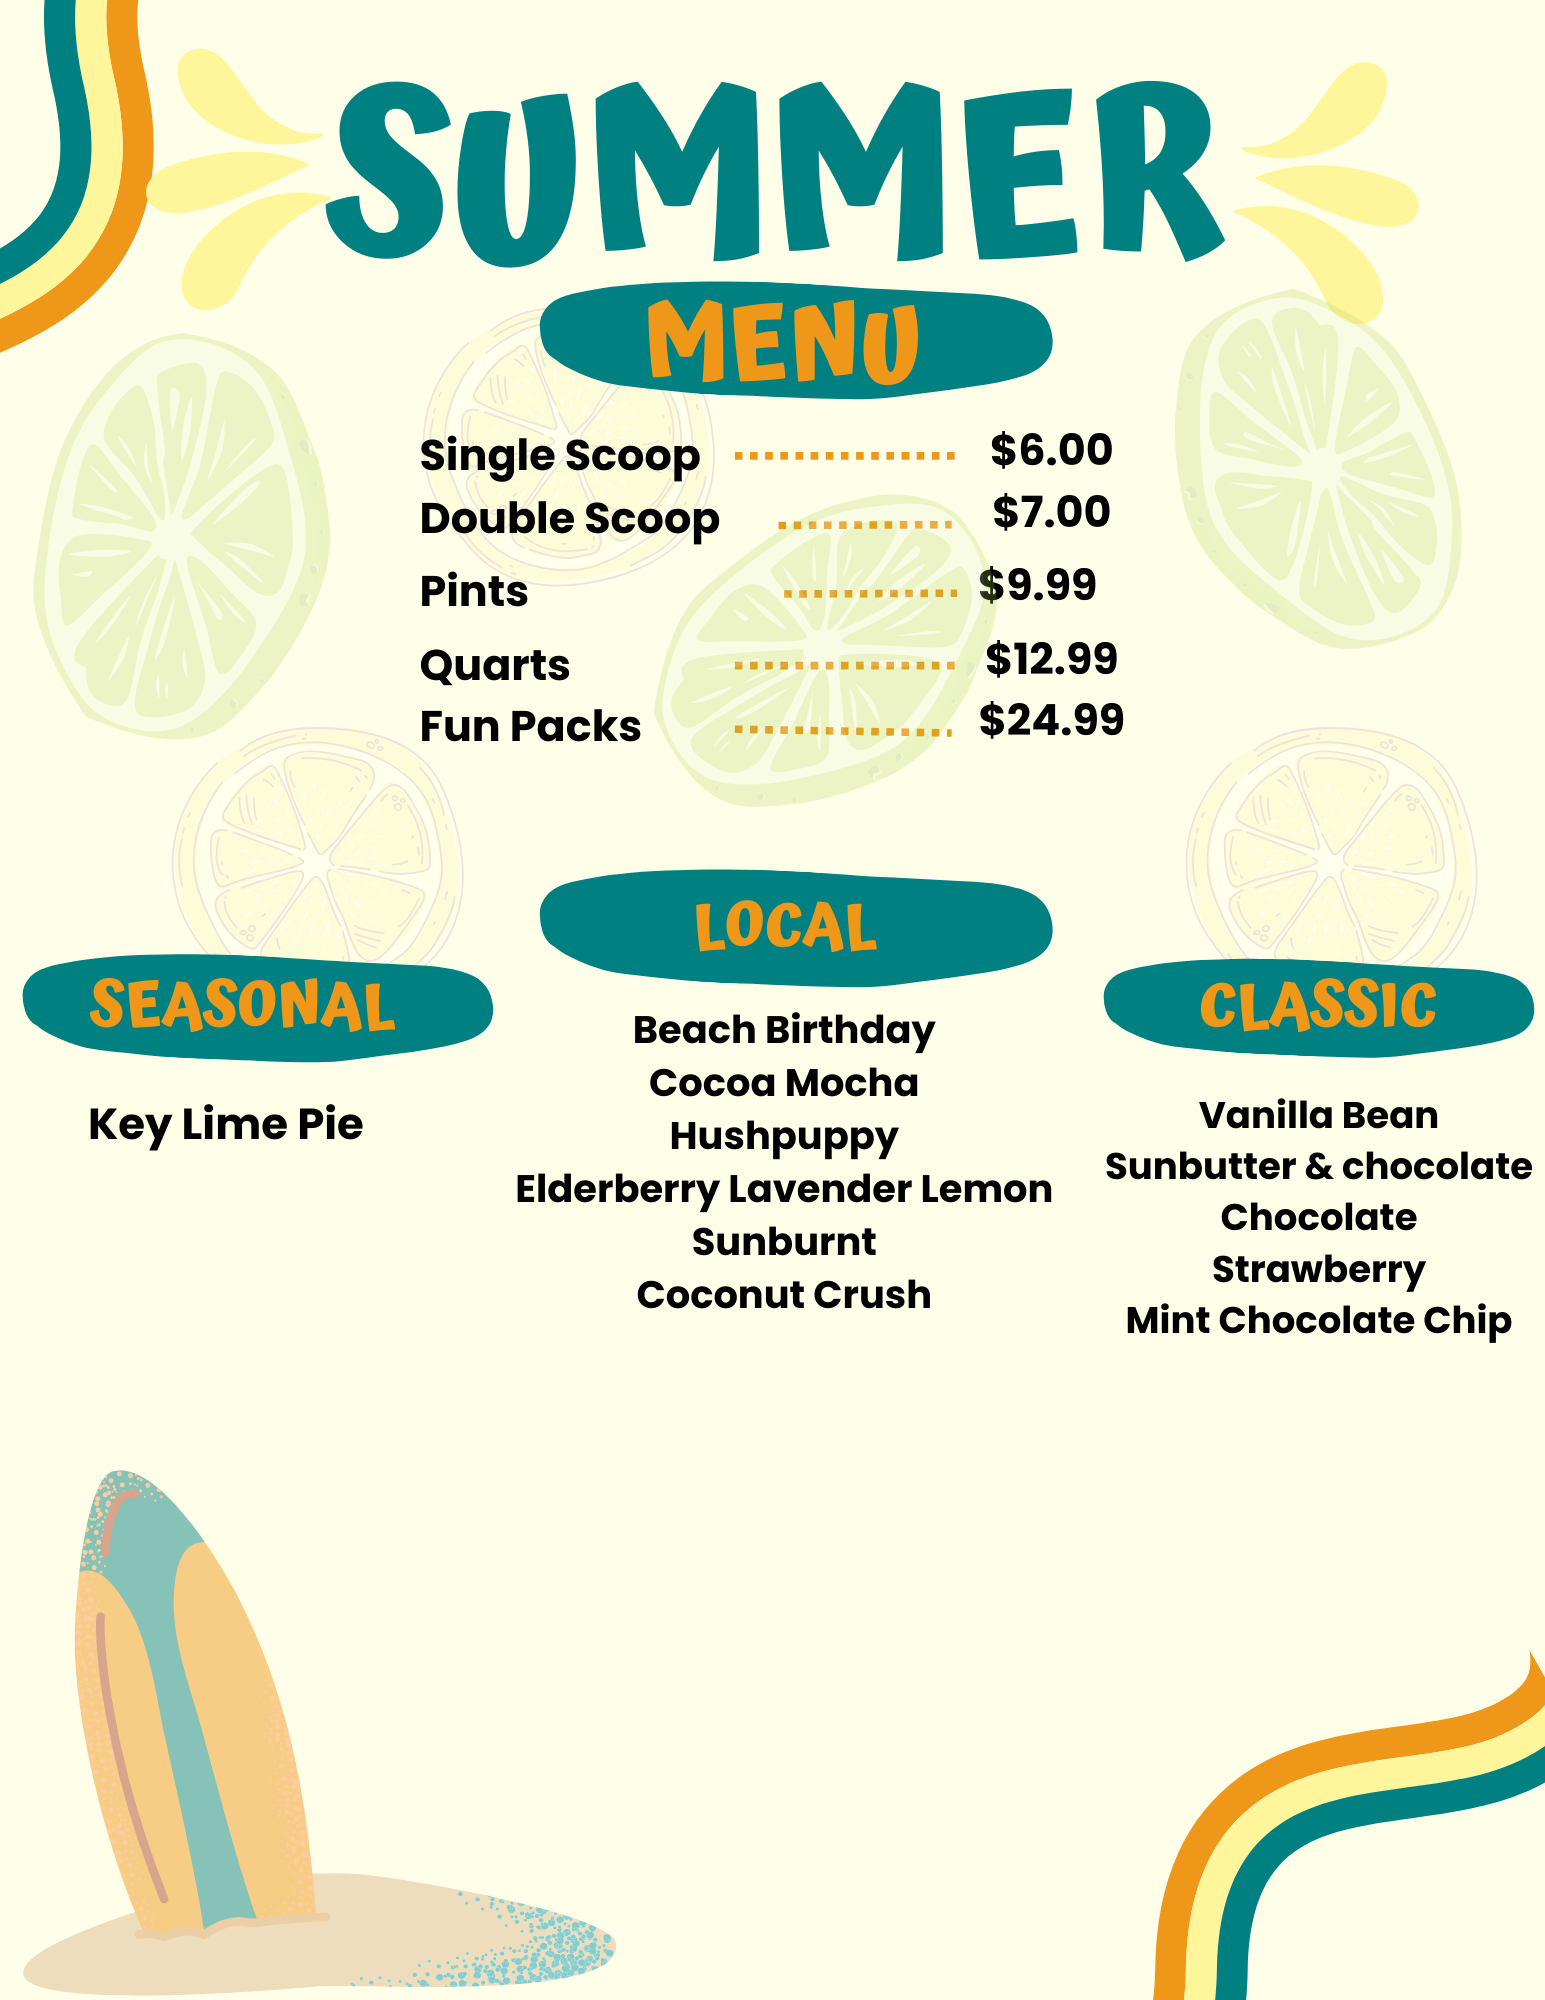 SUMMER
MENU
Single Scoop $6.00
Double Scoop $7.00
Pints $9.99
Quarts $12.99
Fun Packs $24.99
SEASONAL
Key Lime Pie
LOCAL
Beach Birthday
Cocoa Mocha
Hushpuppy
Elderberry Lavender Lemon
Sunburnt
Coconut Crush
CLASSIC
Vanilla Bean
Sunbutter & chocolate
Chocolate
Strawberry
Mint Chocolate Chip